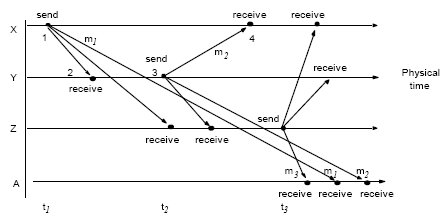 send
receive
receive
X
1
m1
4
send
m2
receive
Y
2
3
Physical
time
receive
send
Z
receive
receive
m3
m1
m2
A
receive
receive
receive
t1
t2
t3